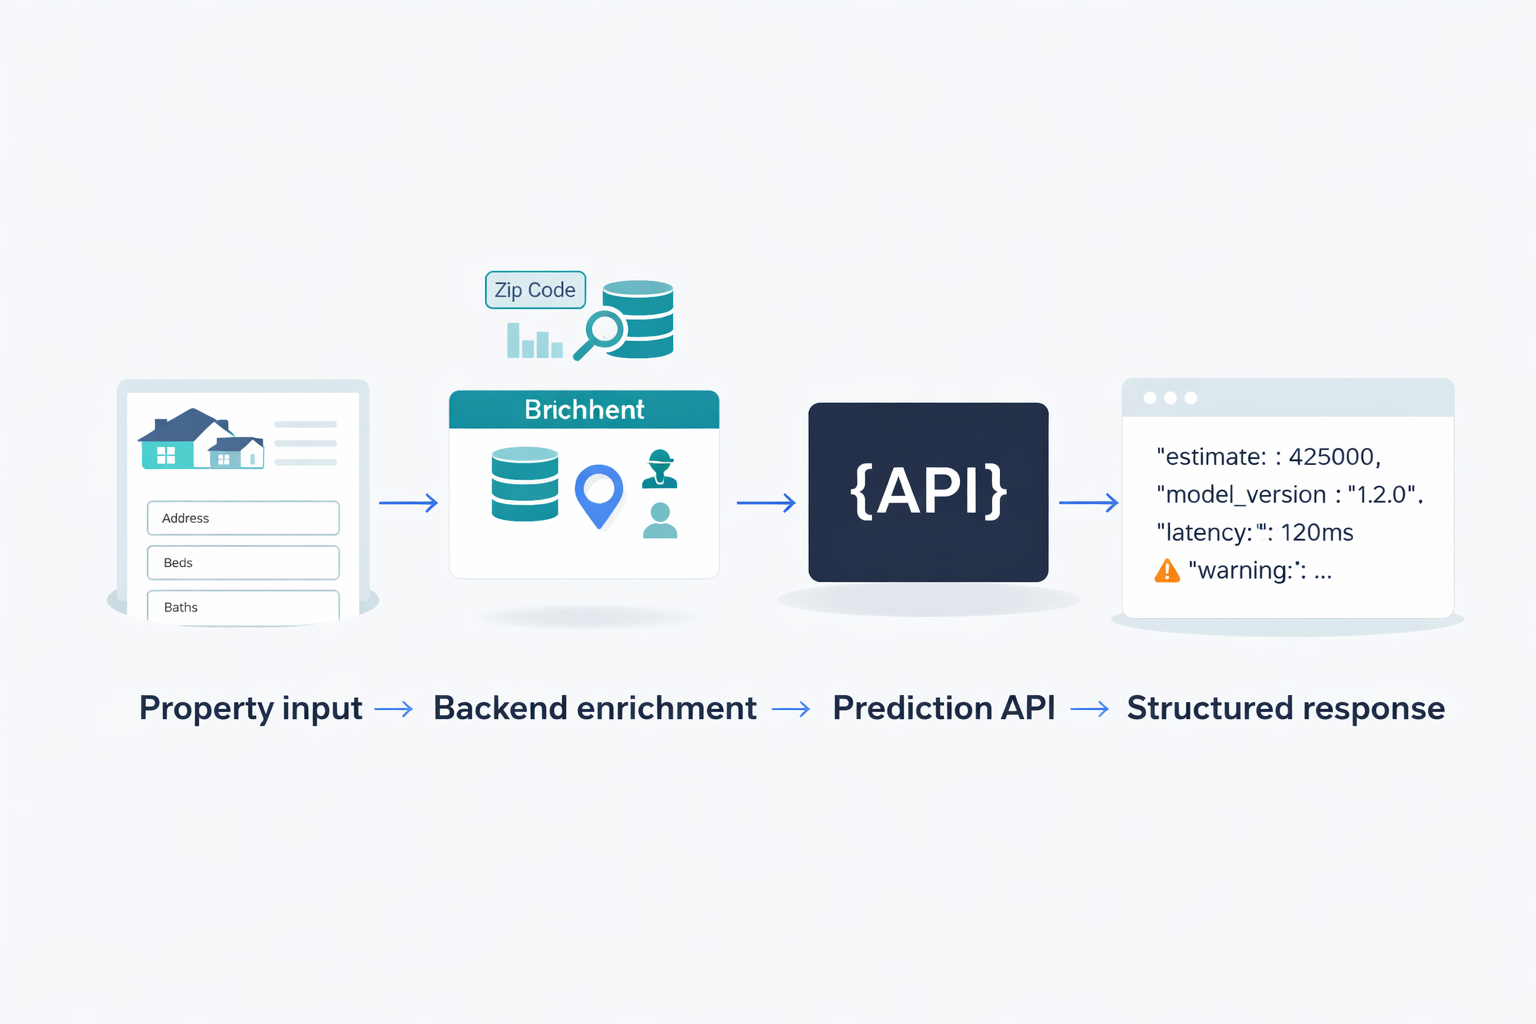 Zip Code
Brichhent
Address
Beds
Baths
{API}
"estimate: : 425000,
"model_version : "1.2.0".
"latency:"': 120ms
"warning:': ...
Property input → Backend enrichment → Prediction API → Structured response